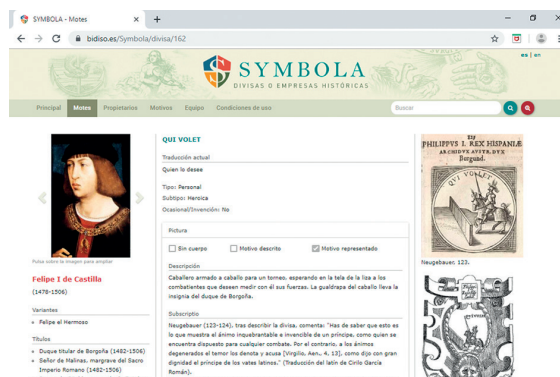 SYMBOLA - Motes
bidiso.es/Symbola/divisa/162
es | en
SYMBOLA
DIVISAS O EMPRESAS HISTÓRICAS
Principal Motes Propietarios Motivos Equipo Condiciones de uso
Buscar
Pulse sobre la imagen para ampliar
Felipe I de Castilla
(1478-1506)
Variantes
Felipe el Hermoso
Títulos
Duque titular de Borgoña (1482-1506)
Señor de Malinas, margrave del Sacro
Imperio Romano (1482-1506)
QUI VOLET
Traducción actual
Quien lo desea
Tipo: Personal
Subtipo: Heroica
Ocasional/Invención: No
Pictura
Sin cuerpo Motivo descrito Motivo representado
Descripción
Caballero armado a caballo para un torneo, esperando en la tela de la liza a los
combatientes que deseen medir con él sus fuerzas. La gualdrapa del caballo lleva la
insignia del duque de Borgoña.
Subscriptio
Neugebauer (123-124), tras describir la divisa, comenta: "Has de saber que esto es
lo que muestra el ánimo inquebrantable e invencible de un príncipe, como quien se
encuentra dispuesto para cualquier combate. Por el contrario, a los ánimos
degenerados el temor los denota y acusa [Virgilio, Aen., 4, 13], como dijo con gran
dignidad el príncipe de los vates latinos." (Traducción del latín de Cirilo García
Román).
PHILIPPVS I. REX HISPANIÆ
ARCHIDVX AVSTR. DVX
Burgund.
QUI VOLET
Neugebauer 123.